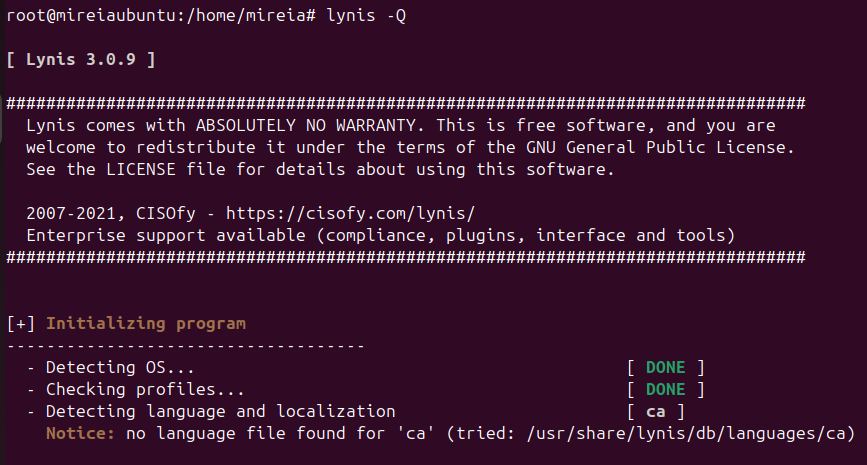 root@mireiaubuntu:/home/mireia# lynis -Q
[ Lynis 3.0.9 ]
################################################################################
Lynis comes with ABSOLUTELY NO WARRANTY. This is free software, and you are
welcome to redistribute it under the terms of the GNU General Public License.
See the LICENSE file for details about using this software.
2007-2021, CISOfy - https://cisofy.com/lynis/
Enterprise support available (compliance, plugins, interface and tools)
################################################################################
[+] Initializing program
------------------------------------
- Detecting OS... [ DONE ]
- Checking profiles... [ DONE ]
- Detecting language and localization [ ca ]
Notice: no language file found for 'ca' (tried: /usr/share/lynis/db/languages/ca)